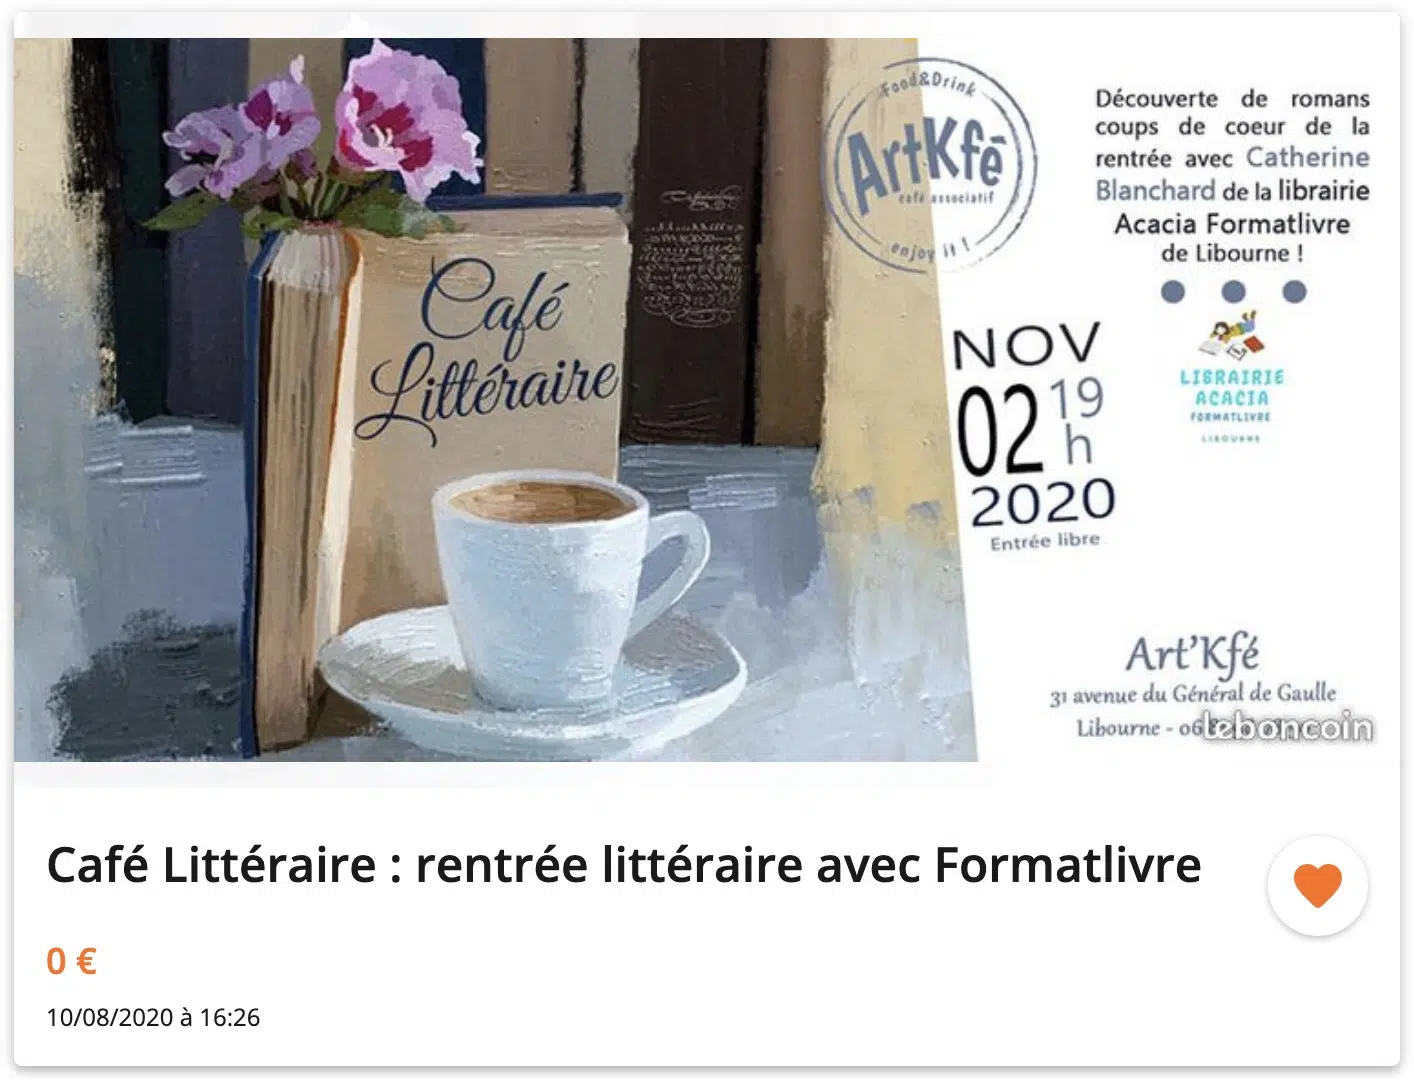 Food&Drink
ArtKfé
café associatif
enjoy it !
Découverte de romans
coups de coeur de la
rentrée avec Catherine
Blanchard de la librairie
Acacia Formatlivre
de Libourne !
Café
Littéraire
NOV
02 19
h
2020
Entrée libre
LIBRAIRIE
ACACIA
FORMATLIVRE
LIBOURNE
Art'Kfé
31 avenue du Général de Gaulle
Libourne - 06
leboncoin
Café Littéraire : rentrée littéraire avec Formatlivre
0 €
10/08/2020 à 16:26